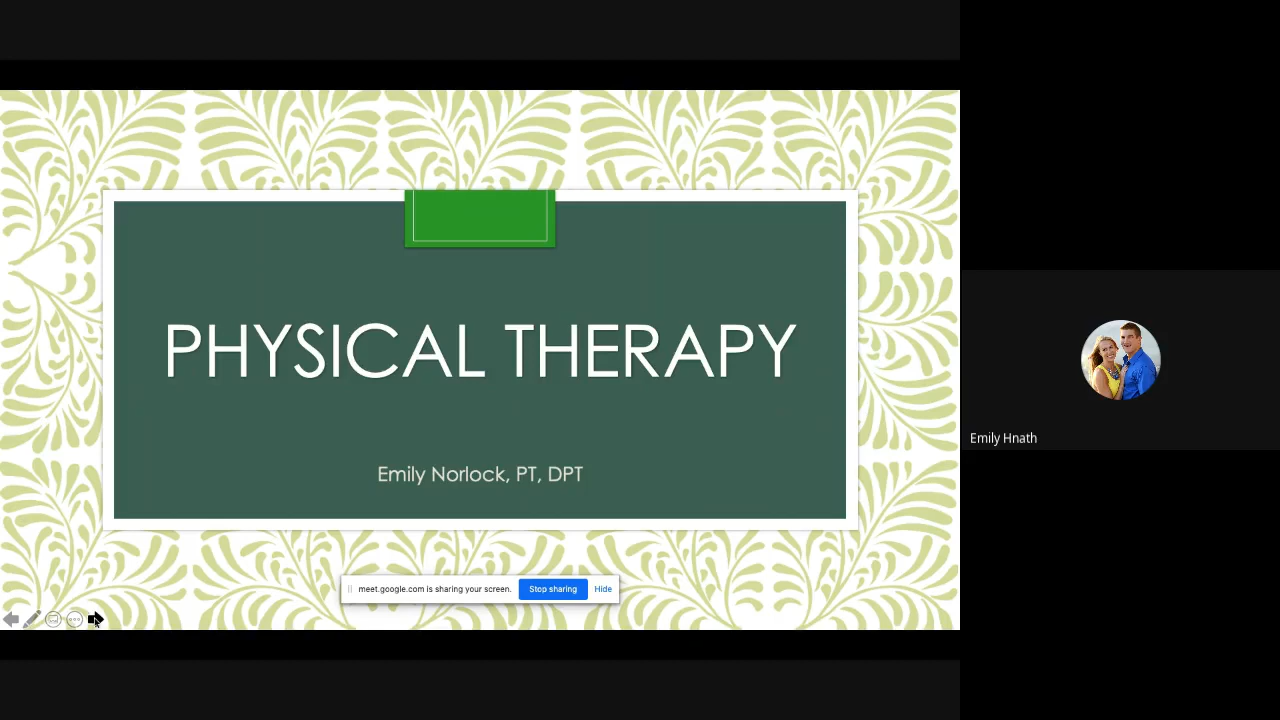 PHYSICAL THERAPY
Emily Norlock, PT, DPT
meet.google.com is sharing your screen. Stop sharing Hide
Emily Hnath